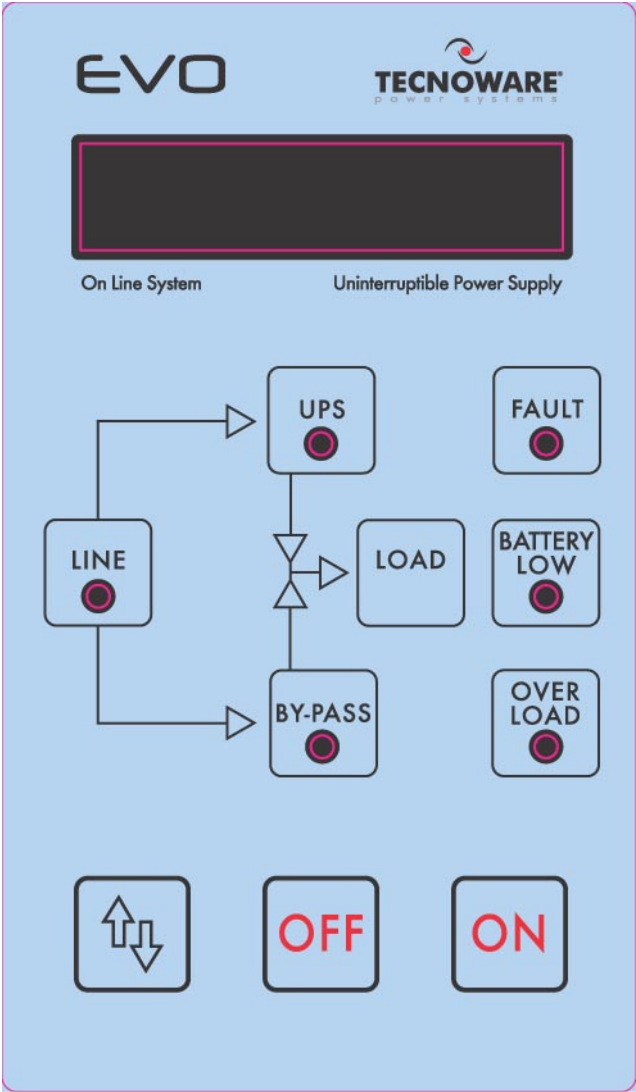 EVO
TECNOWARE®
power systems
On Line System
Uninterruptible Power Supply
UPS
FAULT
LINE
LOAD
BATTERY
LOW
BY-PASS
OVER
LOAD
OFF
ON